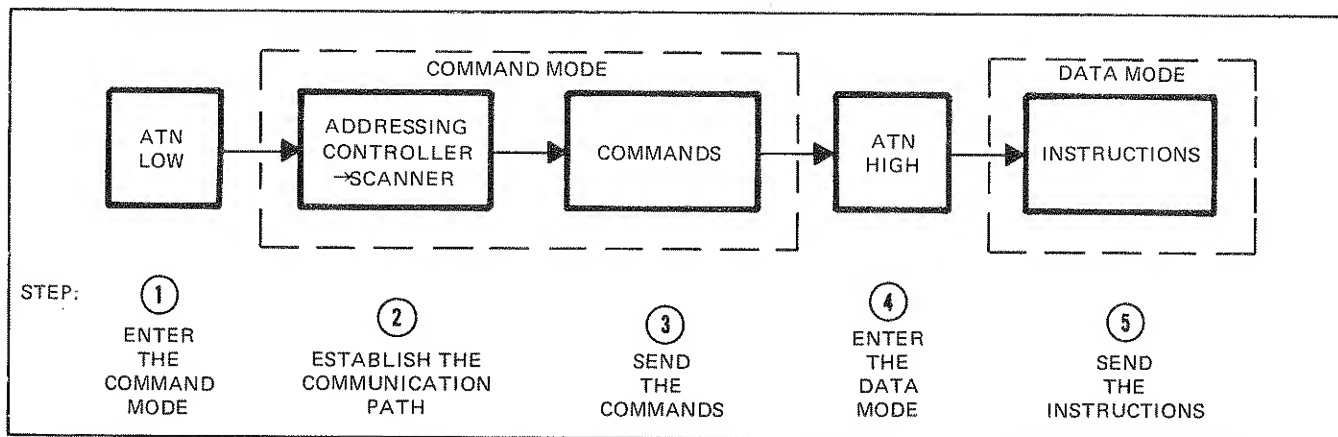 COMMAND MODE
DATA MODE
ATN
LOW
ADDRESSING
CONTROLLER
→SCANNER
COMMANDS
ATN
HIGH
INSTRUCTIONS
STEP:
1
ENTER
THE
COMMAND
MODE
2
ESTABLISH THE
COMMUNICATION
PATH
3
SEND
THE
COMMANDS
4
ENTER
THE
DATA
MODE
5
SEND
THE
INSTRUCTIONS